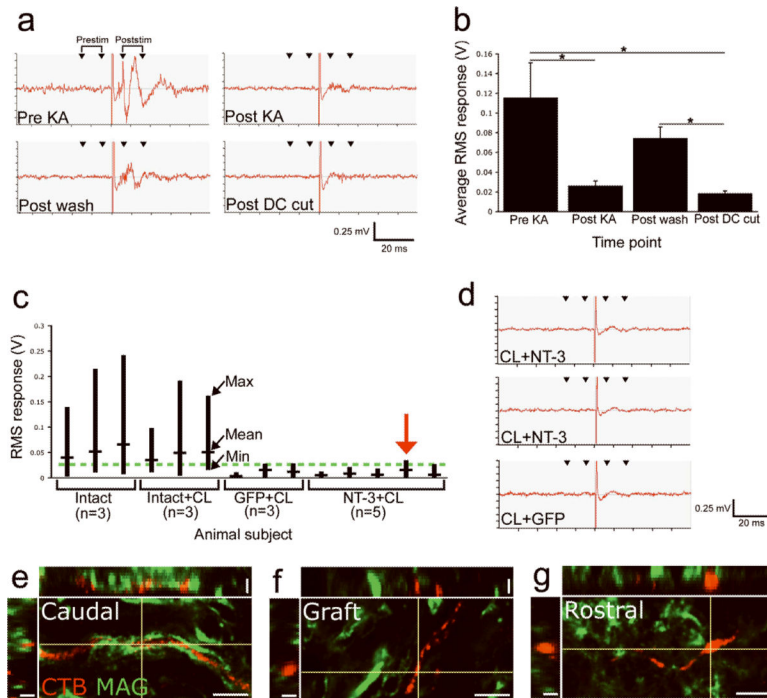 a
Prestim Poststim
Pre KA
Post KA
Post wash
Post DC cut
0.25 mV
20 ms
b
Average RMS response (V)
0.16
0.14
0.12
0.1
0.08
0.06
0.04
0.02
0
* * *
Pre KA Post KA Post wash Post DC cut
Time point
c
RMS response (V)
0.3
0.25
0.2
0.15
0.1
0.05
0
Max
Mean
Min
Intact Intact+CL GFP+CL NT-3+CL
(n=3) (n=3) (n=3) (n=5)
Animal subject
d
CL+NT-3
CL+NT-3
CL+GFP
0.25 mV
20 ms
e f g
Caudal Graft Rostral
CTB MAG